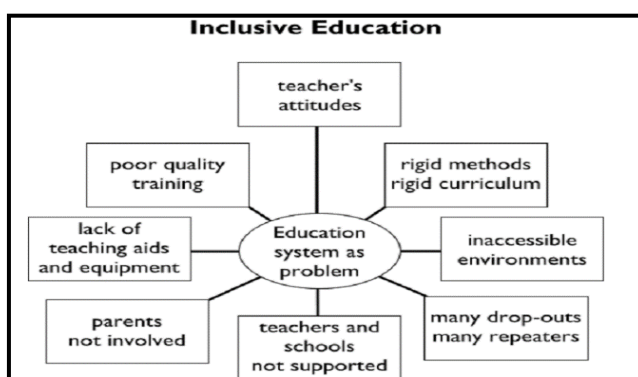 Inclusive Education
teacher's
attitudes
poor quality
training
rigid methods
rigid curriculum
lack of
teaching aids
and equipment
Education
system as
problem
inaccessible
environments
parents
not involved
teachers and
schools
not supported
many drop-outs
many repeaters